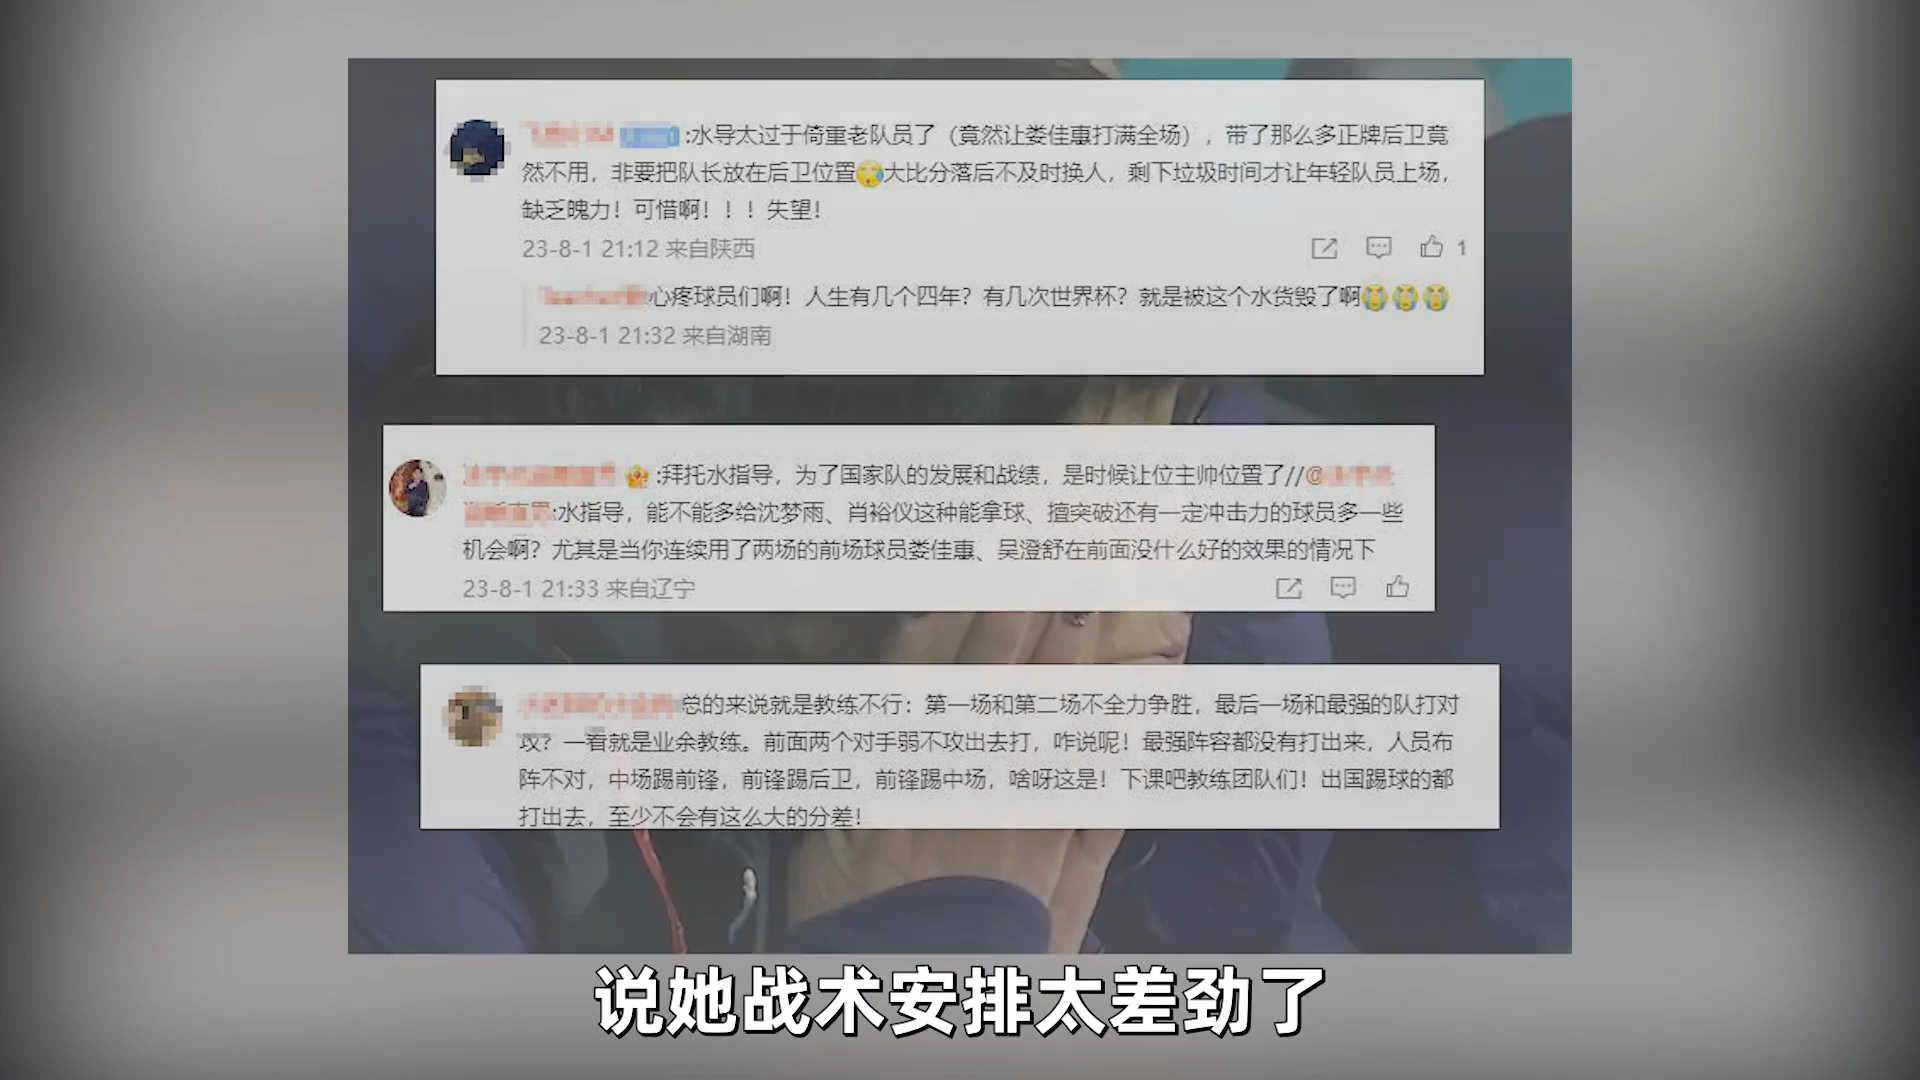 :水导太过于倚重老队员了（竟然让娄佳惠打满全场），带了那么多正牌后卫竟
然不用，非要把队长放在后卫位置😥大比分落后不及时换人，剩下垃圾时间才让年轻队员上场，
缺乏魄力！可惜啊！！！失望！
23-8-1 21:12 来自陕西
1
心疼球员们啊！人生有几个四年？有几次世界杯？就是被这个水货毁了啊😭😭😭
23-8-1 21:32 来自湖南
:拜托水指导，为了国家队的发展和战绩，是时候让位主帅位置了//@
:水指导，能不能多给沈梦雨、肖裕仪这种能拿球、擅突破还有一定冲击力的球员多一些
机会啊？尤其是当你连续用了两场的前场球员娄佳惠、吴澄舒在前面没什么好的效果的情况下
23-8-1 21:33 来自辽宁
总的来说就是教练不行：第一场和第二场不全力争胜，最后一场和最强的队打对
攻？一看就是业余教练。前面两个对手弱不攻出去打，咋说呢！最强阵容都没有打出来，人员布
阵不对，中场踢前锋，前锋踢后卫，前锋踢中场，啥呀这是！下课吧教练团队们！出国踢球的都
打出去，至少不会有这么大的分差！
说她战术安排太差劲了